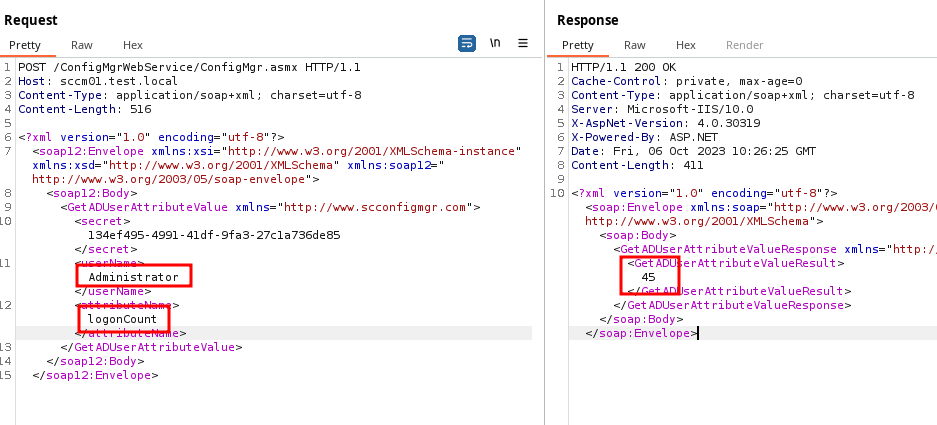 Request
Pretty Raw Hex \n
1 POST /ConfigMgrWebService/ConfigMgr.asmx HTTP/1.1
2 Host: sccm01.test.local
3 Content-Type: application/soap+xml; charset=utf-8
4 Content-Length: 516
5
6 <?xml version="1.0" encoding="utf-8"?>
7 <soap12:Envelope xmlns:xsi="http://www.w3.org/2001/XMLSchema-instance"
xmlns:xsd="http://www.w3.org/2001/XMLSchema" xmlns:soap12="
http://www.w3.org/2003/05/soap-envelope">
8 <soap12:Body>
9 <GetADUserAttributeValue xmlns="http://www.scconfigmgr.com">
10 <secret>
134ef495-4991-41df-9fa3-27c1a736de85
</secret>
11 <userName>
Administrator
</userName>
12 <attributeName>
logonCount
</attributeName>
13 </GetADUserAttributeValue>
14 </soap12:Body>
15 </soap12:Envelope>
Response
Pretty Raw Hex Render
1 HTTP/1.1 200 OK
2 Cache-Control: private, max-age=0
3 Content-Type: application/soap+xml; charset=utf-8
4 Server: Microsoft-IIS/10.0
5 X-AspNet-Version: 4.0.30319
6 X-Powered-By: ASP.NET
7 Date: Fri, 06 Oct 2023 10:26:25 GMT
8 Content-Length: 411
9
10 <?xml version="1.0" encoding="utf-8"?>
<soap:Envelope xmlns:soap="http://www.w3.org/2003/
http://www.w3.org/2001/XMLSchema">
<soap:Body>
<GetADUserAttributeValueResponse xmlns="http:/
<GetADUserAttributeValueResult>
45
</GetADUserAttributeValueResult>
</GetADUserAttributeValueResponse>
</soap:Body>
</soap:Envelope>